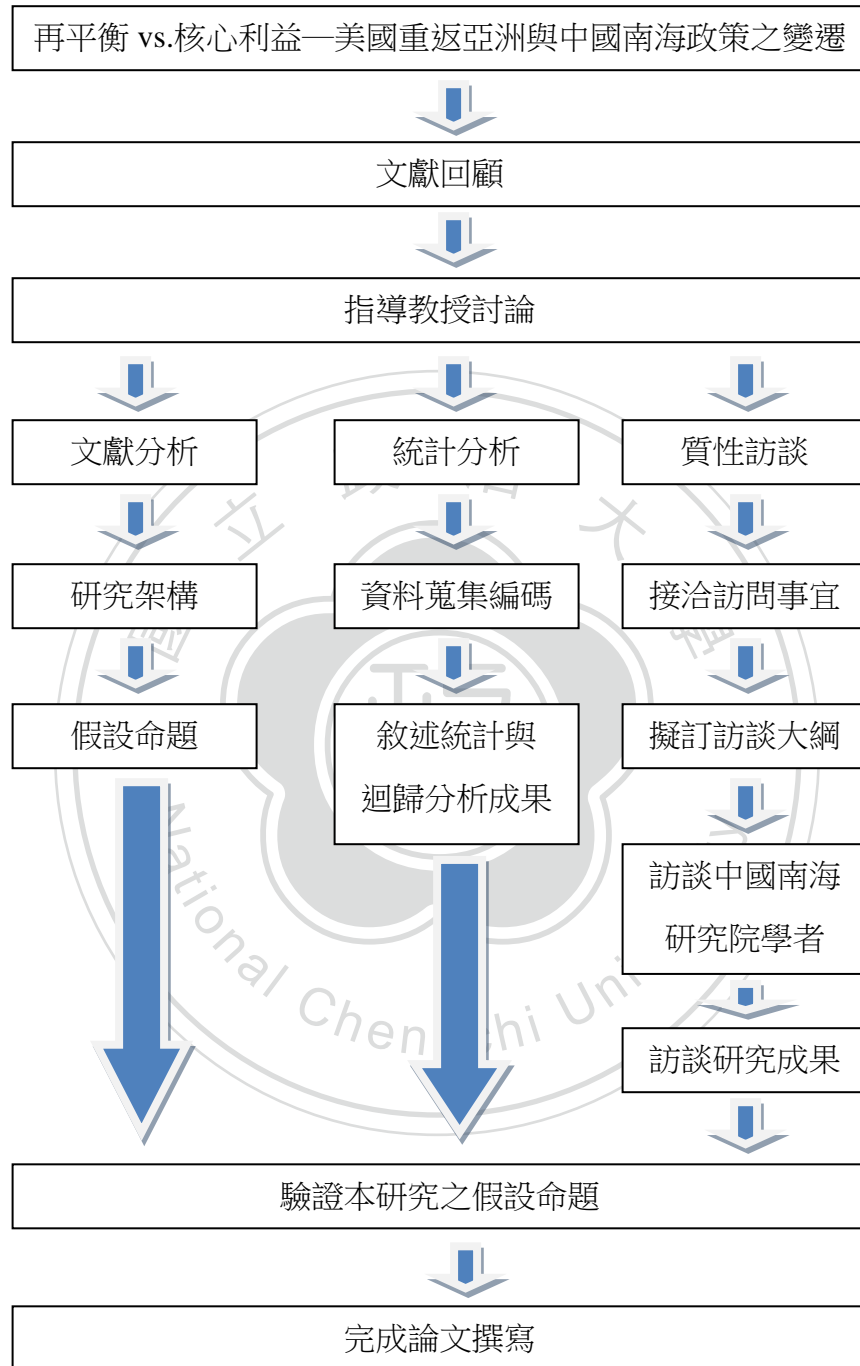 再平衡 vs.核心利益─美國重返亞洲與中國南海政策之變遷
文獻回顧
指導教授討論
文獻分析
統計分析
質性訪談
研究架構
資料蒐集編碼
接洽訪問事宜
假設命題
敘述統計與
迴歸分析成果
擬訂訪談大綱
訪談中國南海
研究院學者
訪談研究成果
驗證本研究之假設命題
完成論文撰寫
立
大
National Chen
chi Uni